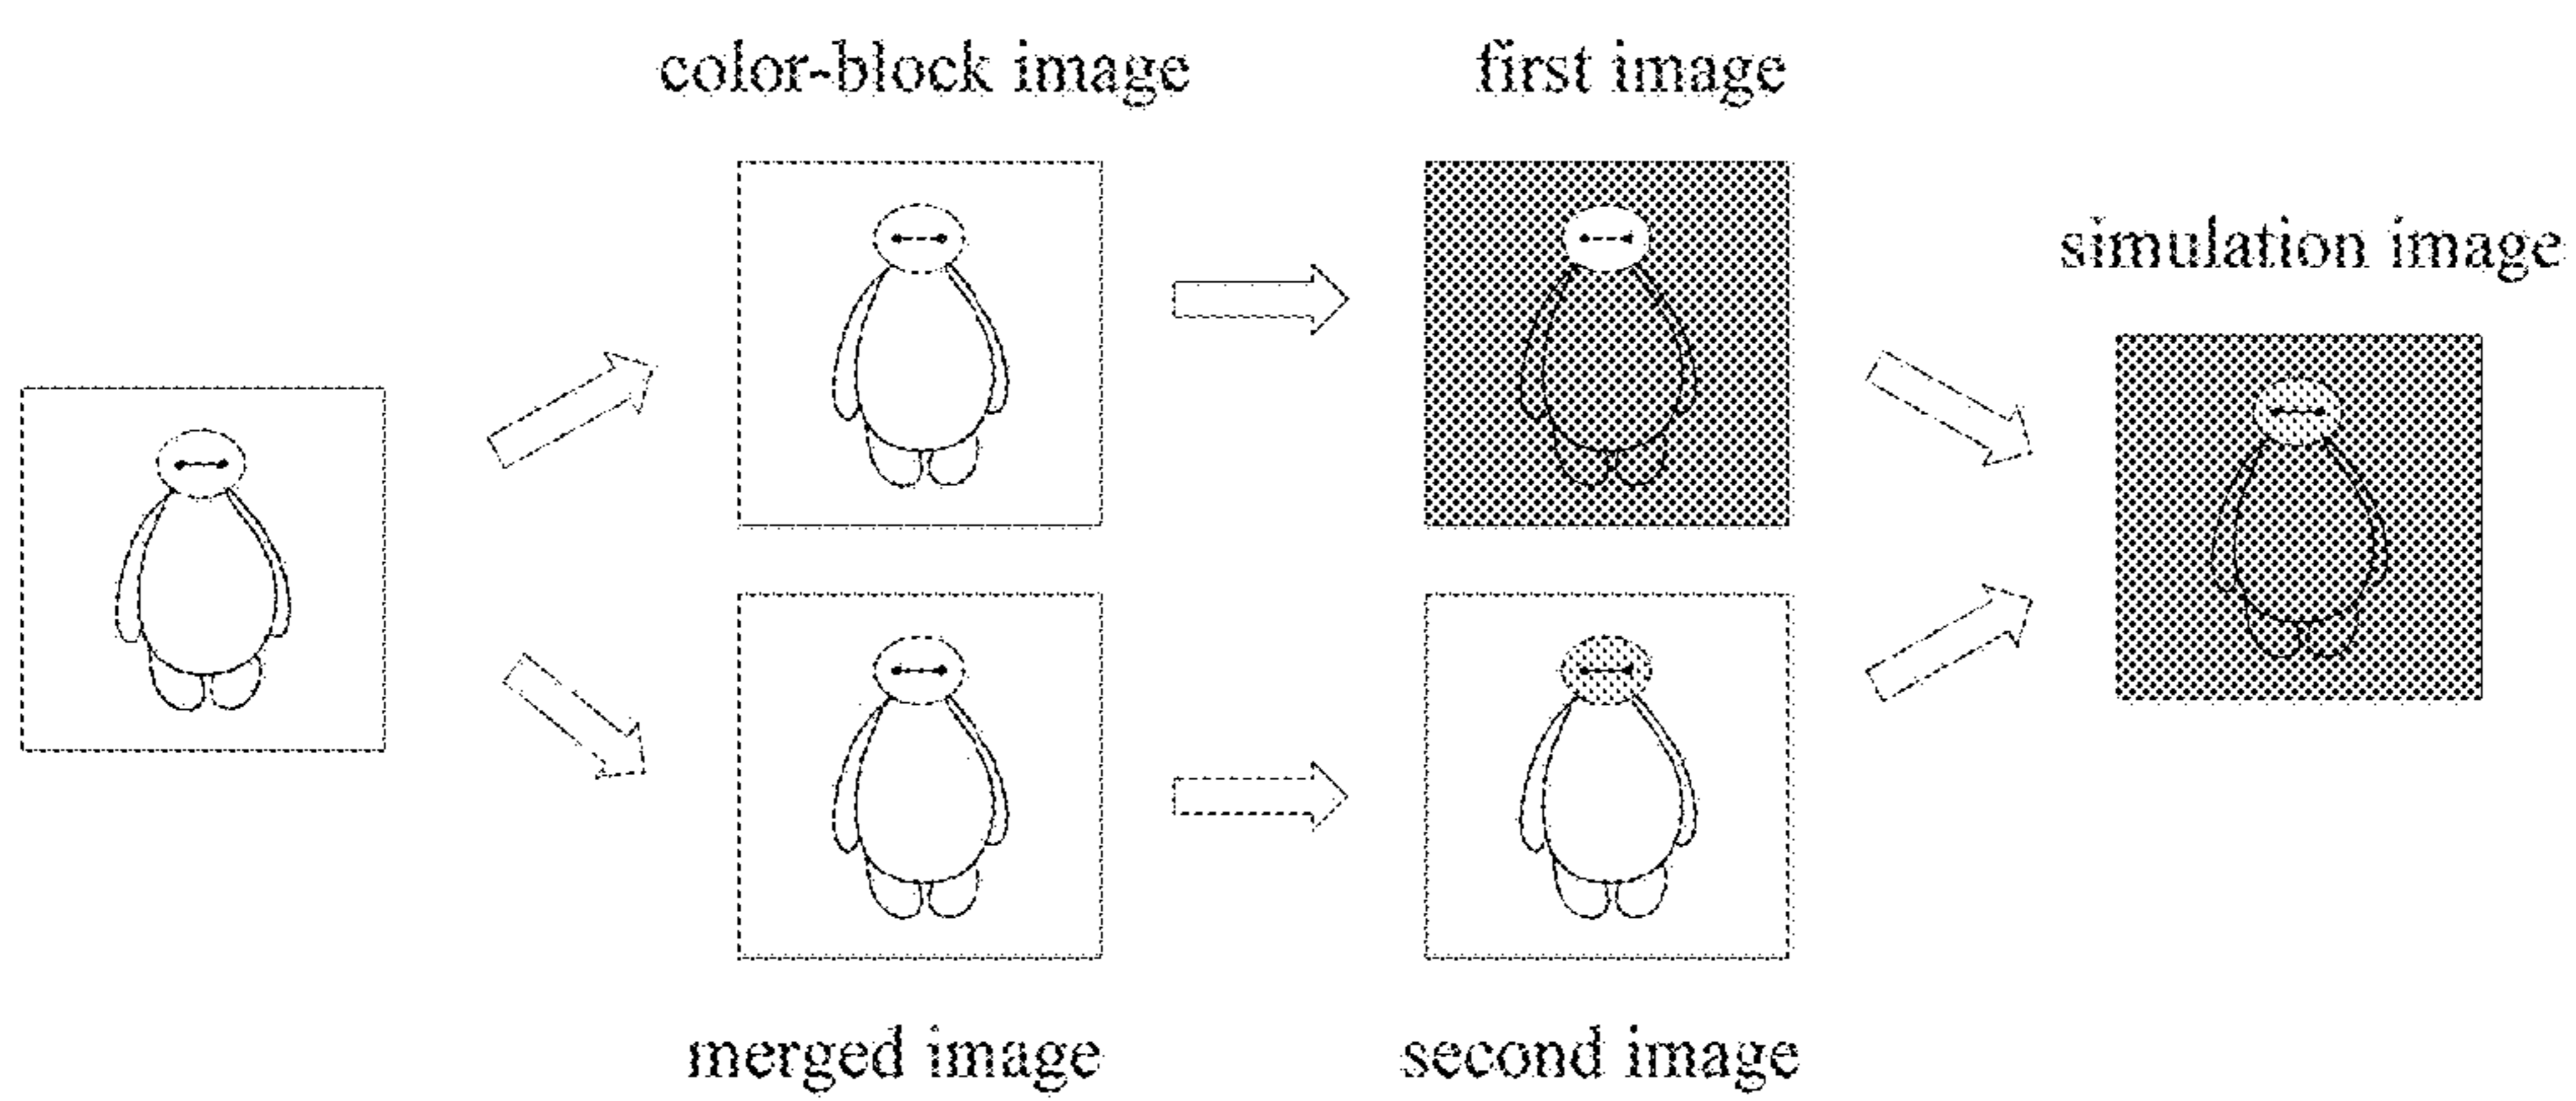 color-block image
first image
simulation image
merged image
second image